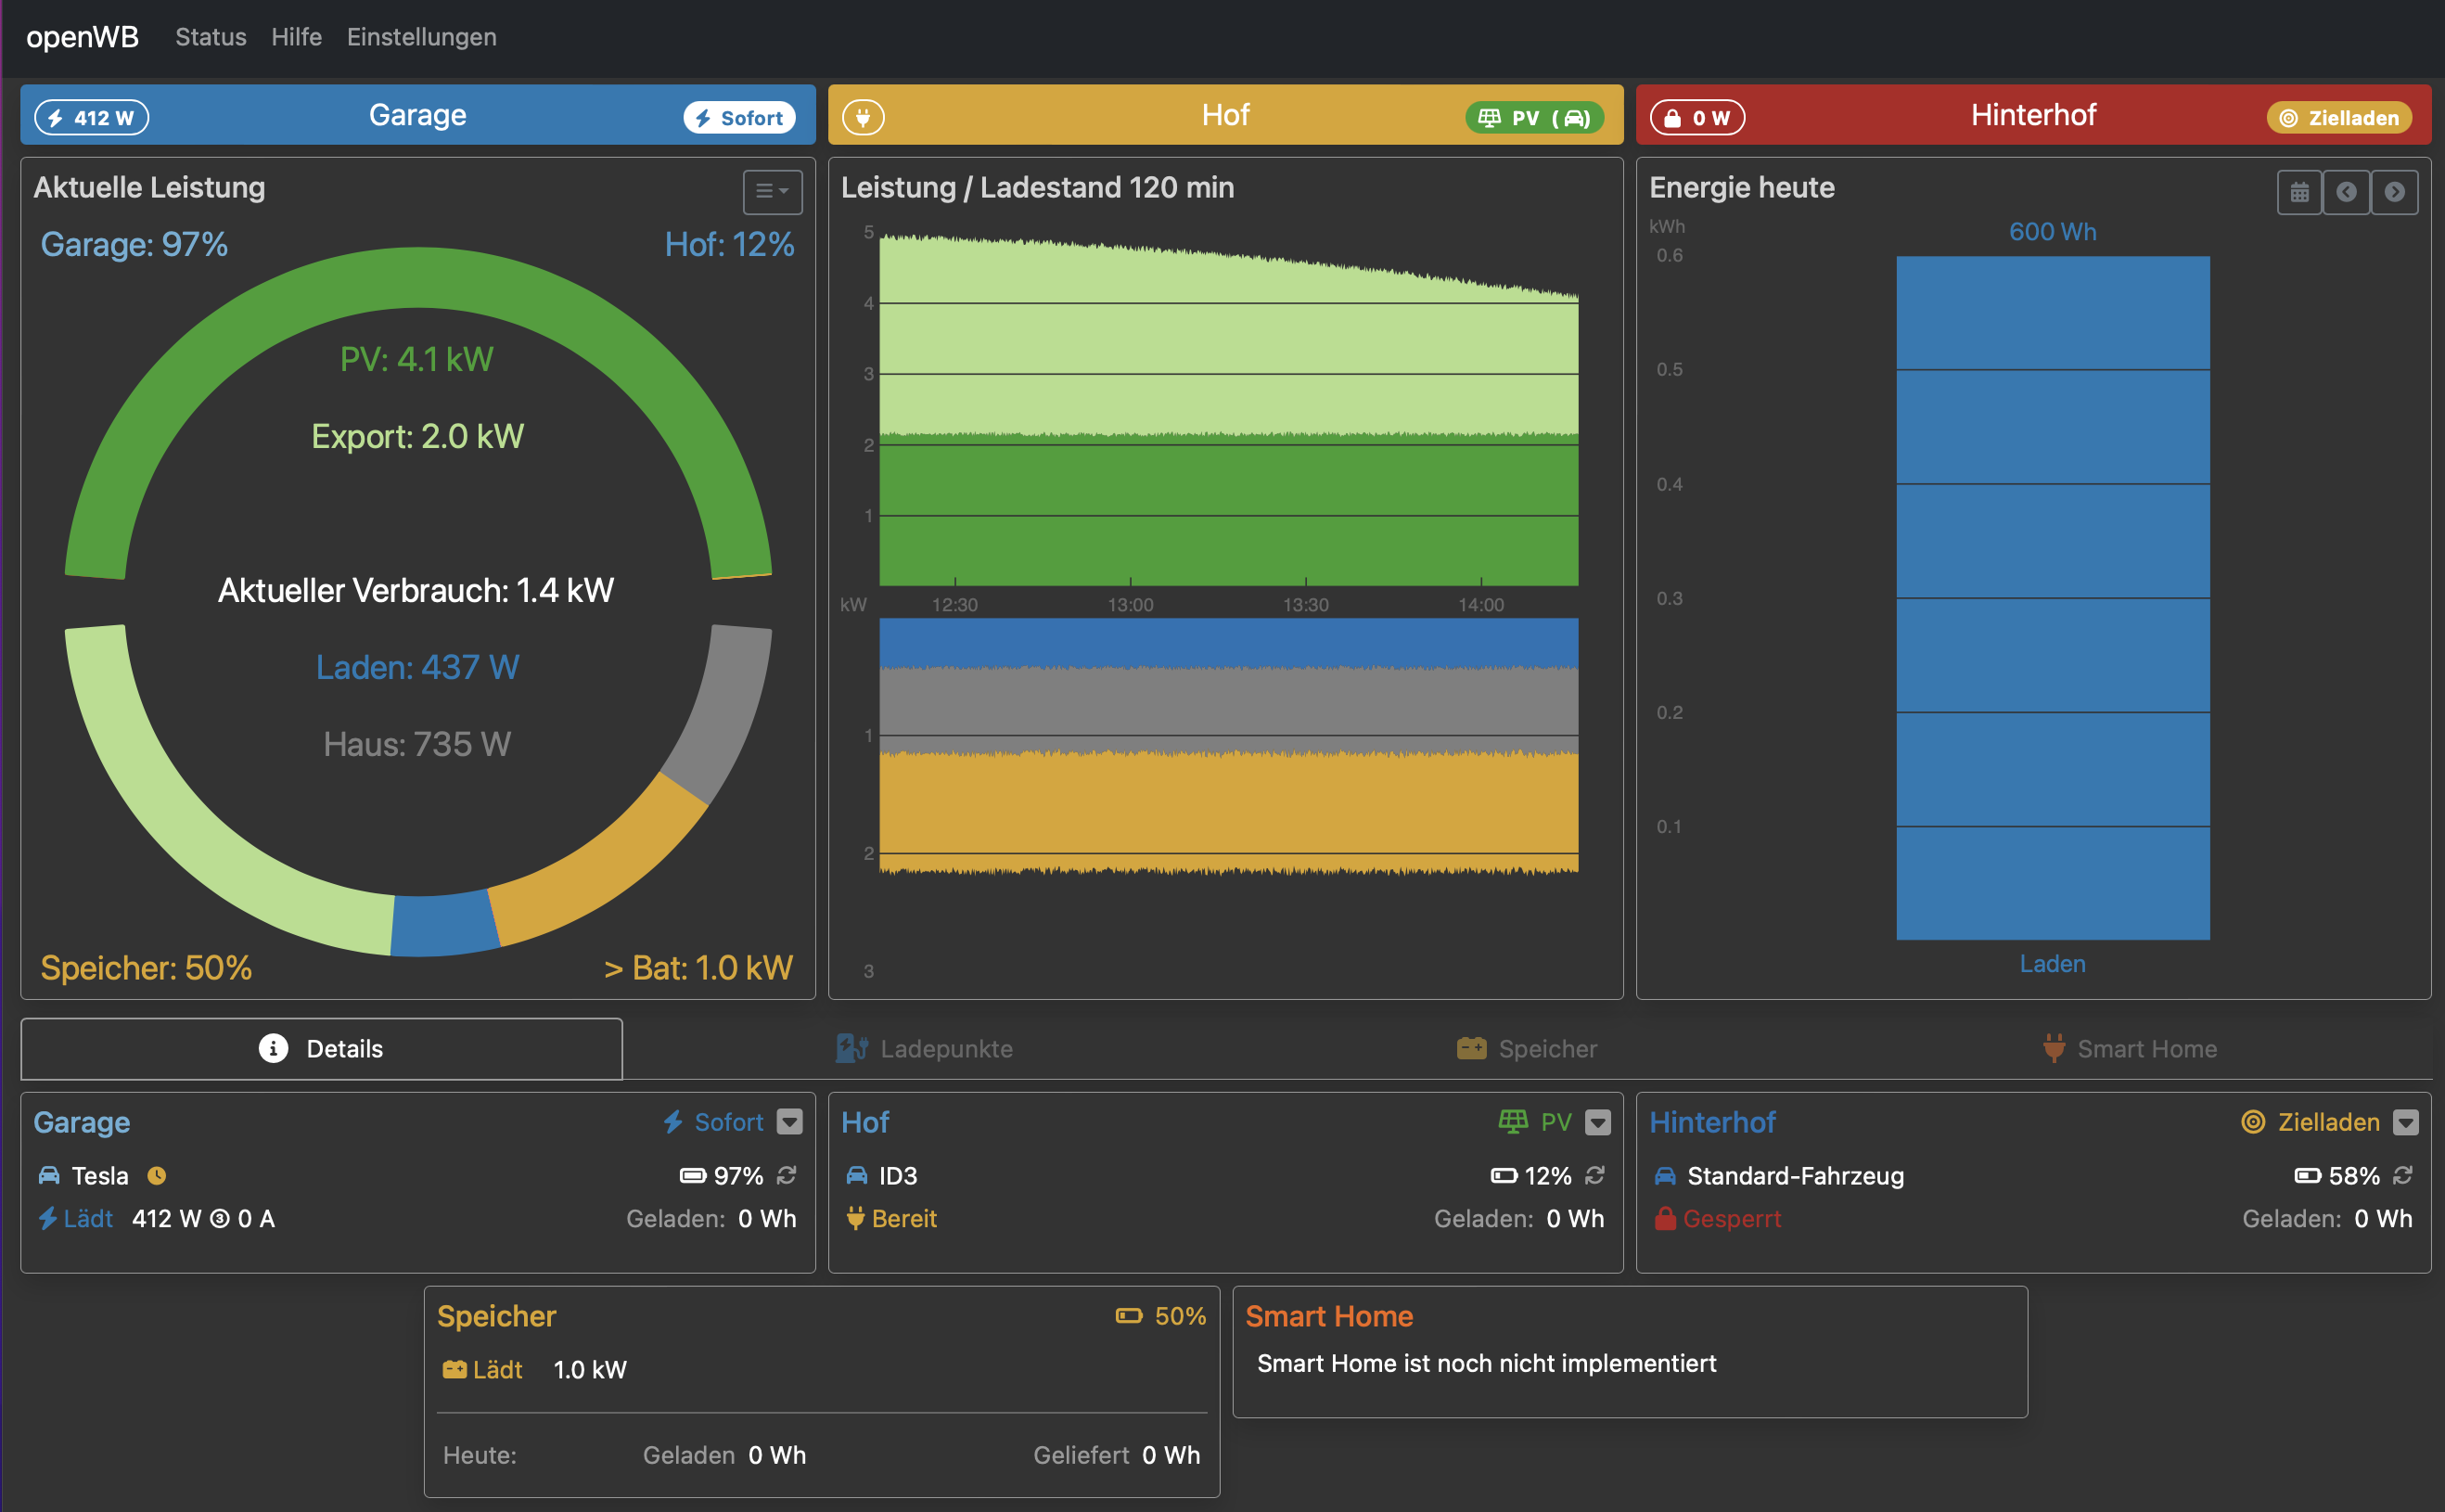 openWB Status Hilfe Einstellungen
412 W Garage Sofort
Hof PV ( )
0 W Hinterhof Zielladen
Aktuelle Leistung
Garage: 97% Hof: 12%
PV: 4.1 kW
Export: 2.0 kW
Aktueller Verbrauch: 1.4 kW
Laden: 437 W
Haus: 735 W
Speicher: 50% > Bat: 1.0 kW
Leistung / Ladestand 120 min
5
4
3
2
1
kW 12:30 13:00 13:30 14:00
1
2
3
Energie heute
kWh
600 Wh
0.6
0.5
0.4
0.3
0.2
0.1
Laden
Details Ladepunkte Speicher Smart Home
Garage Sofort
Tesla 97%
Lädt 412 W 3 0 A Geladen: 0 Wh
Hof PV
ID3 12%
Bereit Geladen: 0 Wh
Hinterhof Zielladen
Standard-Fahrzeug 58%
Gesperrt Geladen: 0 Wh
Speicher 50%
Lädt 1.0 kW
Heute: Geladen 0 Wh Geliefert 0 Wh
Smart Home
Smart Home ist noch nicht implementiert